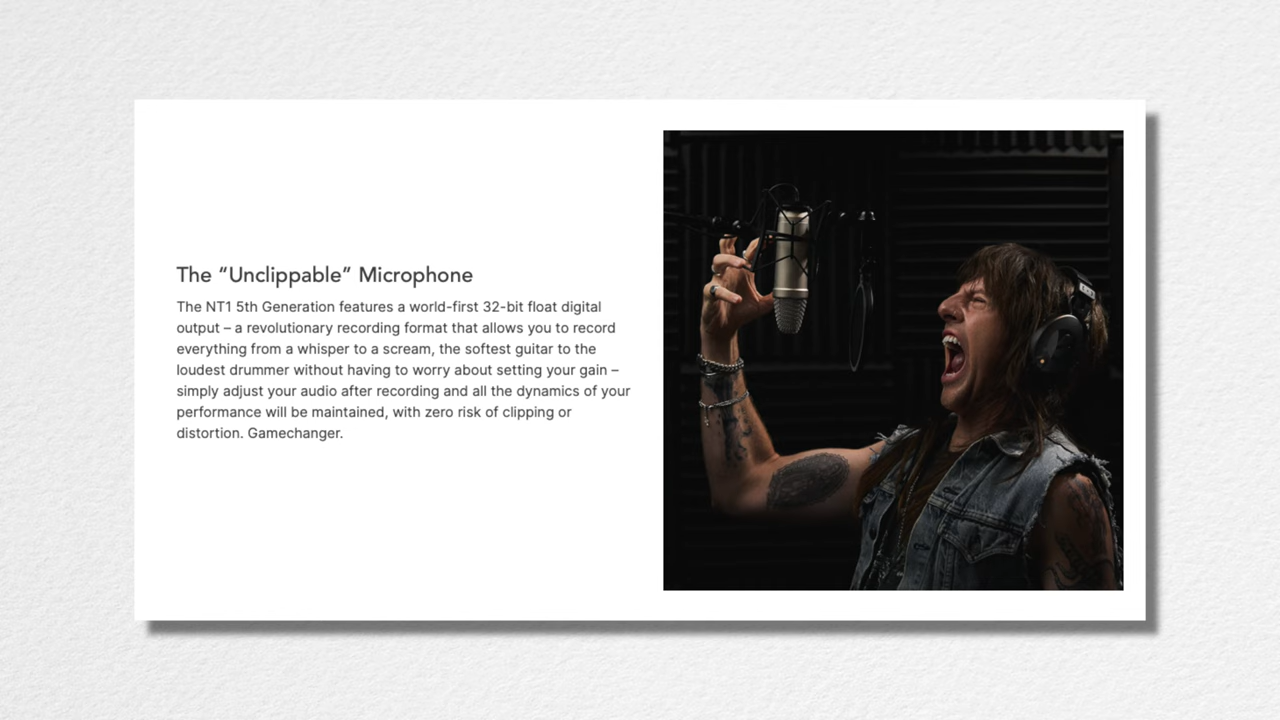 The “Unclippable” Microphone
The NT1 5th Generation features a world-first 32-bit float digital
output – a revolutionary recording format that allows you to record
everything from a whisper to a scream, the softest guitar to the
loudest drummer without having to worry about setting your gain –
simply adjust your audio after recording and all the dynamics of your
performance will be maintained, with zero risk of clipping or
distortion. Gamechanger.